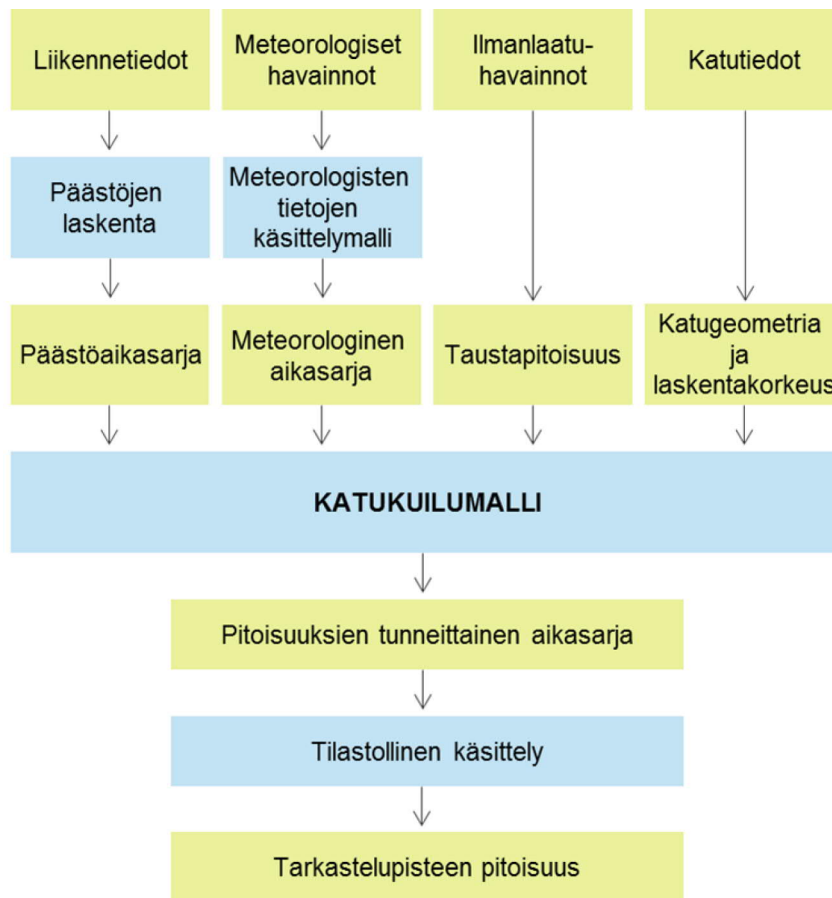 Liikennetiedot
Meteorologiset
havainnot
Ilmanlaatu-
havainnot
Katutiedot
Päästöjen
laskenta
Meteorologisten
tietojen
käsittelymalli
Päästöaikasarja
Meteorologinen
aikasarja
Taustapitoisuus
Katugeometria
ja
laskentakorkeus
KATUKUILUMALLI
Pitoisuuksien tunneittainen aikasarja
Tilastollinen käsittely
Tarkastelupisteen pitoisuus